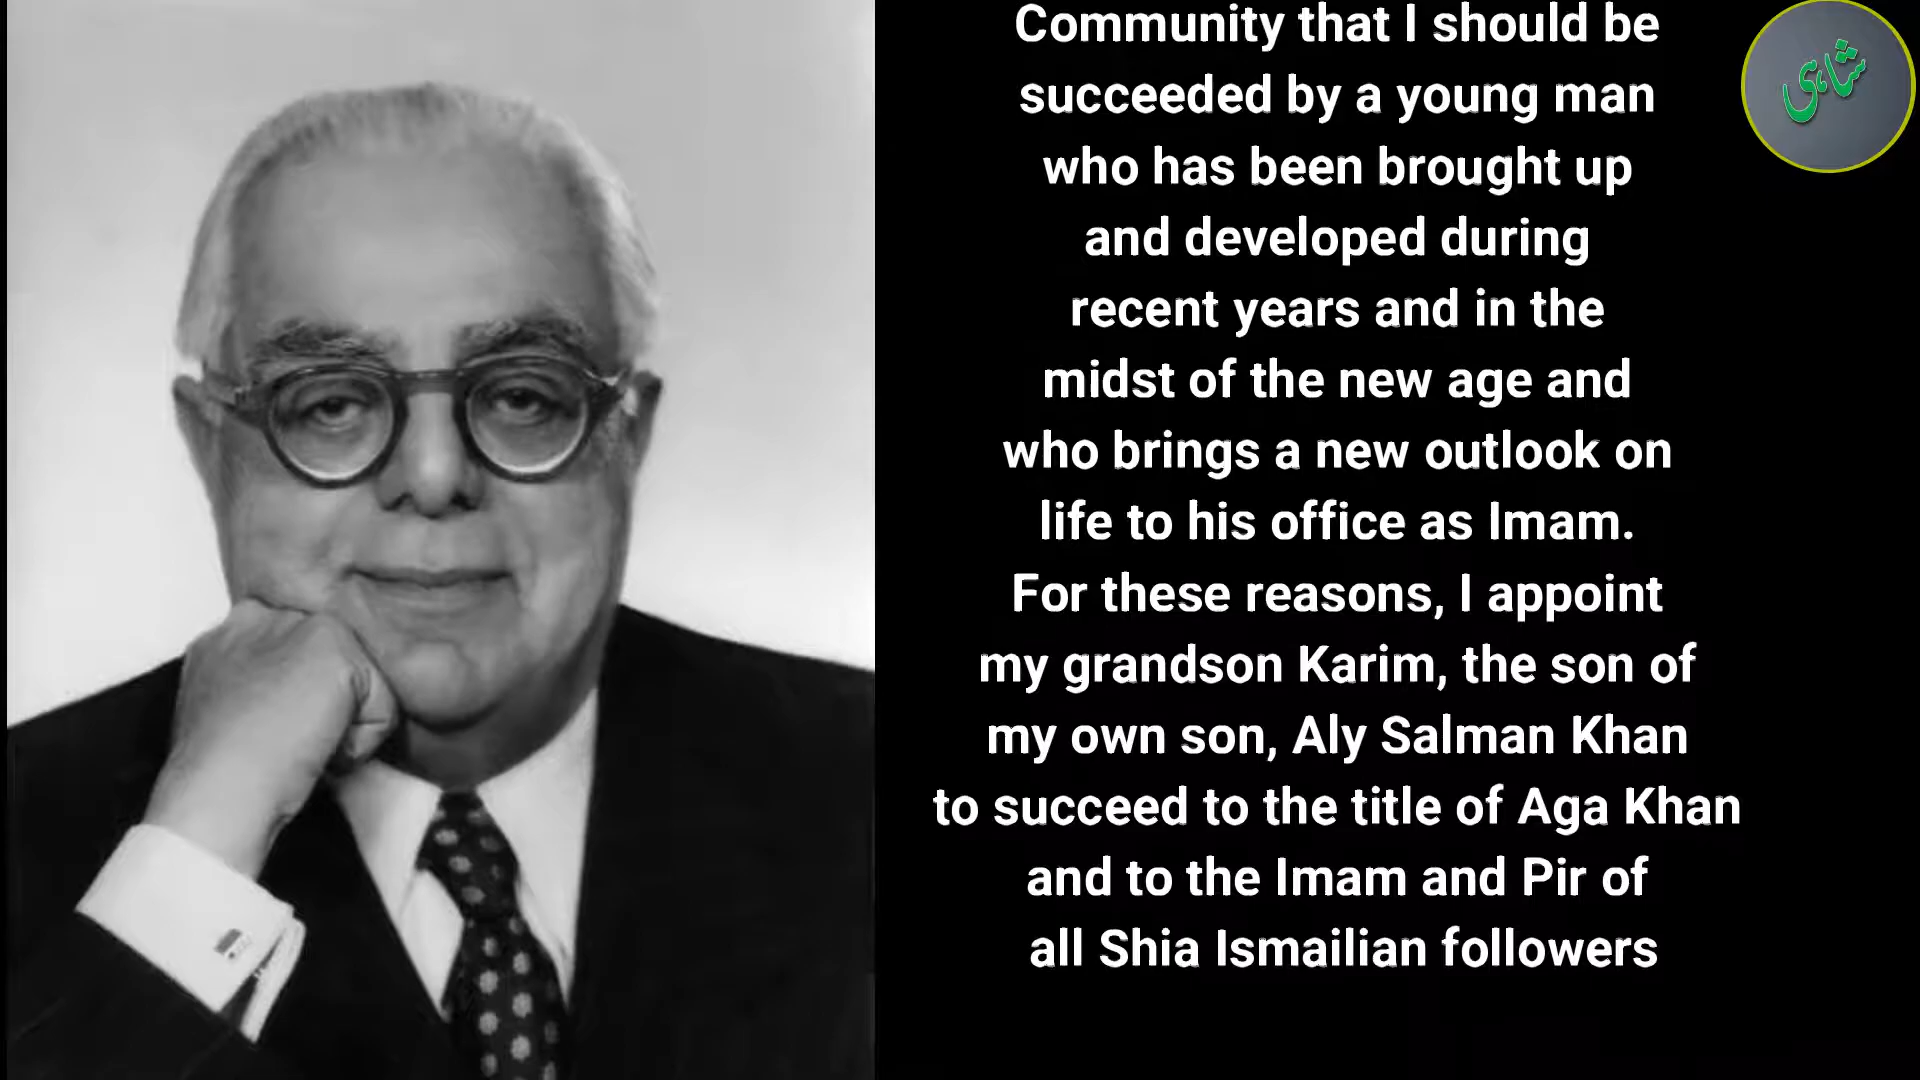 Community that I should be
succeeded by a young man
who has been brought up
and developed during
recent years and in the
midst of the new age and
who brings a new outlook on
life to his office as Imam.
For these reasons, I appoint
my grandson Karim, the son of
my own son, Aly Salman Khan
to succeed to the title of Aga Khan
and to the Imam and Pir of
all Shia Ismailian followers
شاہی